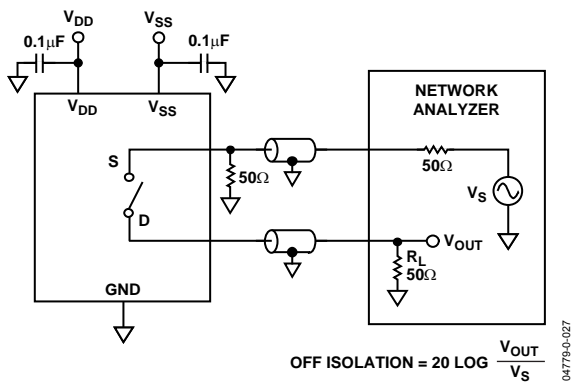 VDD
VSS
0.1μF
0.1μF
VDD
VSS
NETWORK
ANALYZER
S
50Ω
50Ω
VS
D
VOUT
RL
50Ω
GND
OFF ISOLATION = 20 LOG VOUT
VS
04779-0-027